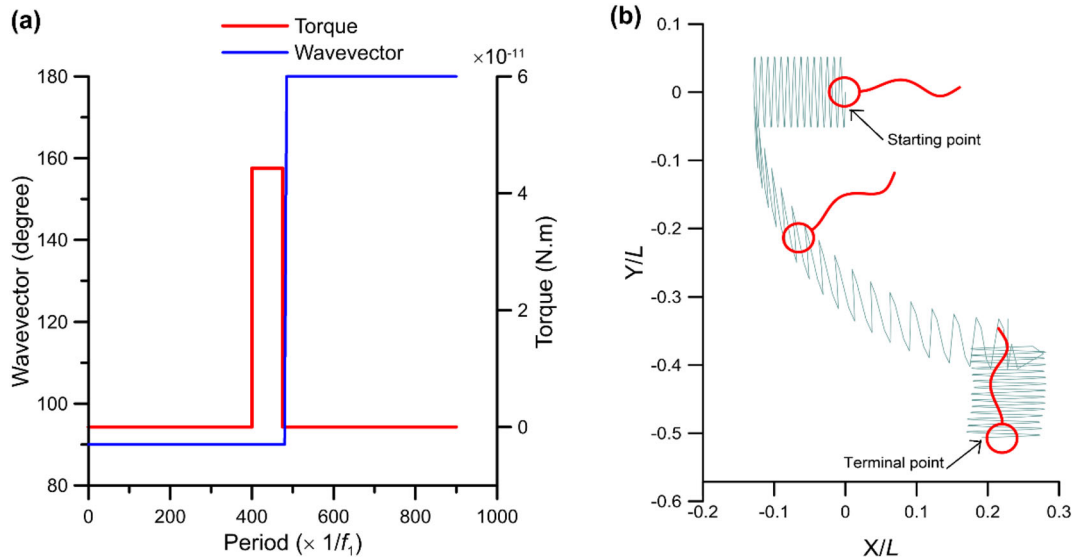 (a)
Torque
Wavevector
×10⁻¹¹
180
160
140
120
100
80
Wavevector (degree)
6
4
2
0
Torque (N.m)
0 200 400 600 800 1000
Period (× 1/f₁)
(b)
0.1
0
-0.1
-0.2
-0.3
-0.4
-0.5
-0.6
Y/L
Starting point
Terminal point
-0.2 -0.1 0 0.1 0.2 0.3
X/L